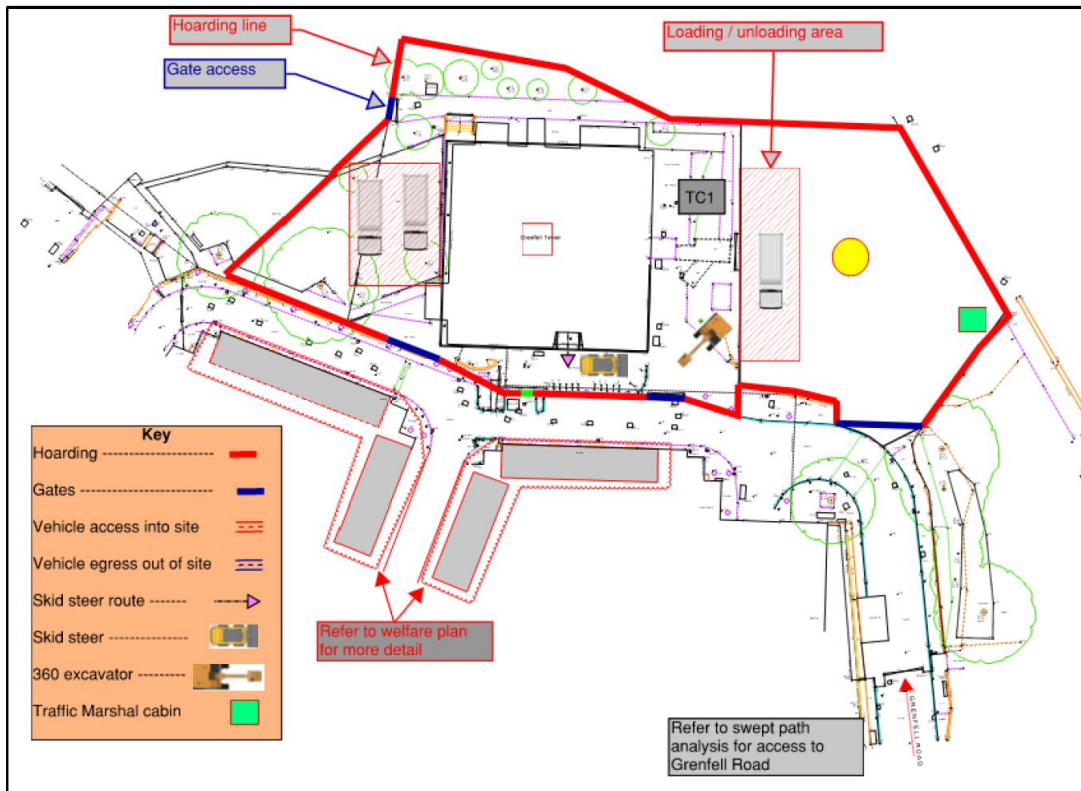 Hoarding line
Gate access
Loading / unloading area
TC1
Grenfell Tower
Key
Hoarding
Gates
Vehicle access into site
Vehicle egress out of site
Skid steer route
Skid steer
360 excavator
Traffic Marshal cabin
Refer to welfare plan
for more detail
Refer to swept path
analysis for access to
Grenfell Road
GRENFELL ROAD